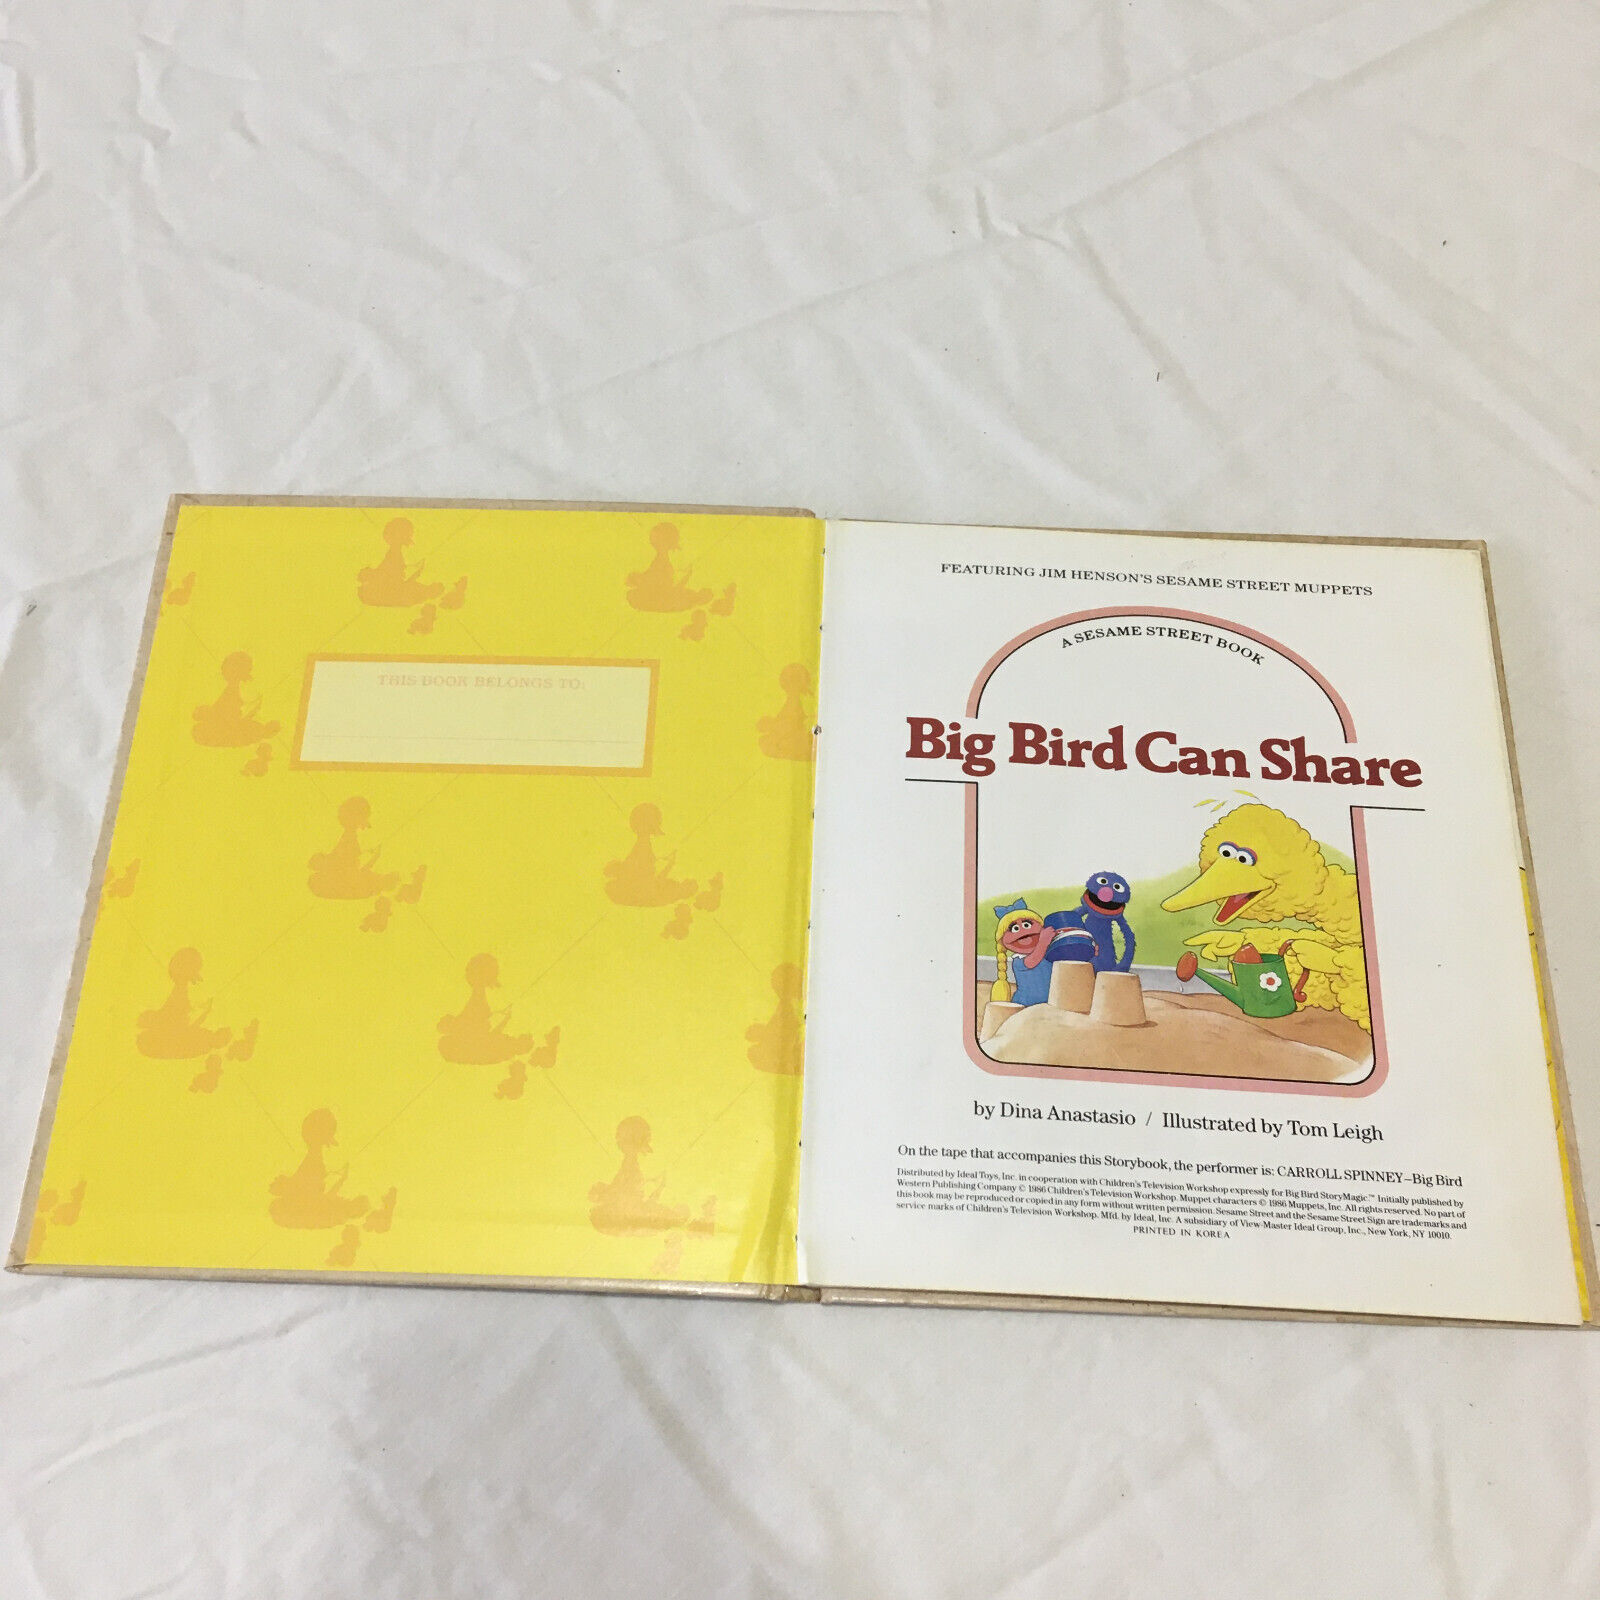 THIS BOOK BELONGS TO:
FEATURING JIM HENSON'S SESAME STREET MUPPETS
A SESAME STREET BOOK
Big Bird Can Share
by Dina Anastasio / Illustrated by Tom Leigh
On the tape that accompanies this Storybook, the performer is: CARROLL SPINNEY–Big Bird
Distributed by Ideal Toys, Inc. in cooperation with Children's Television Workshop expressly for Big Bird StoryMagic.™ Initially published by
Western Publishing Company © 1986 Children's Television Workshop. Muppet characters © 1986 Muppets, Inc. All rights reserved. No part of
this book may be reproduced or copied in any form without written permission. Sesame Street and the Sesame Street Sign are trademarks and
service marks of Children's Television Workshop. Mfd. by Ideal, Inc. A subsidiary of View-Master Ideal Group, Inc., New York, NY 10010.
PRINTED IN KOREA